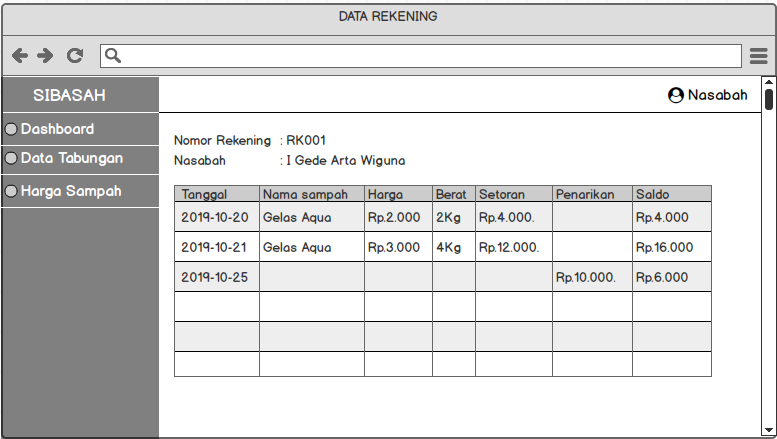 DATA REKENING
SIBASAH
Nasabah
Dashboard
Data Tabungan
Harga Sampah
Nomor Rekening : RK001
Nasabah : I Gede Arta Wiguna
Tanggal Nama sampah Harga Berat Setoran Penarikan Saldo
2019-10-20 Gelas Aqua Rp.2.000 2Kg Rp.4.000. Rp.4.000
2019-10-21 Gelas Aqua Rp.3.000 4Kg Rp.12.000. Rp.16.000
2019-10-25 Rp.10.000. Rp.6.000